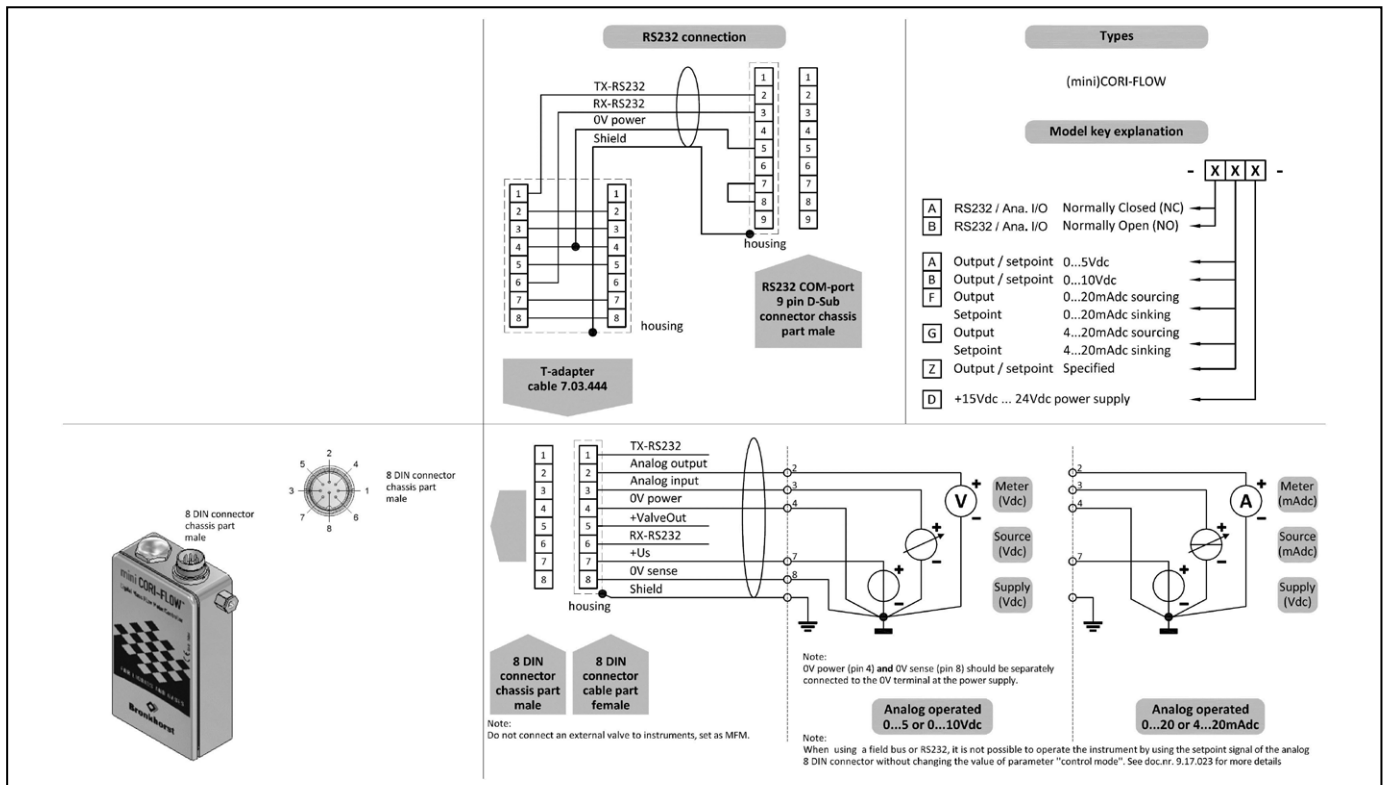 RS232 connection
TX-RS232
RX-RS232
0V power
Shield
1
2
3
4
5
6
7
8
9
1
2
3
4
5
6
7
8
9
housing
1
2
3
4
5
6
7
8
1
2
3
4
5
6
7
8
housing
RS232 COM-port
9 pin D-Sub
connector chassis
part male
T-adapter
cable 7.03.444
Types
(mini)CORI-FLOW
Model key explanation
- X X X -
A RS232 / Ana. I/O Normally Closed (NC)
B RS232 / Ana. I/O Normally Open (NO)
A Output / setpoint 0...5Vdc
B Output / setpoint 0...10Vdc
F Output 0...20mAdc sourcing
Setpoint 0...20mAdc sinking
G Output 4...20mAdc sourcing
Setpoint 4...20mAdc sinking
Z Output / setpoint Specified
D +15Vdc ... 24Vdc power supply
2
5 4
3 1
7 6
8
8 DIN connector
chassis part
male
8 DIN connector
chassis part
male
mini CORI-FLOW™
Bronkhorst
1
2
3
4
5
6
7
8
1
2
3
4
5
6
7
8
housing
TX-RS232
Analog output
Analog input
0V power
+ValveOut
RX-RS232
+Us
0V sense
Shield
8 DIN
connector
chassis part
male
8 DIN
connector
cable part
female
Note:
Do not connect an external valve to instruments, set as MFM.
2
3
4
7
8
V
+
-
+
-
+
-
Meter
(Vdc)
Source
(Vdc)
Supply
(Vdc)
Note:
0V power (pin 4) and 0V sense (pin 8) should be separately
connected to the 0V terminal at the power supply.
Analog operated
0...5 or 0...10Vdc
2
3
4
7
A
+
-
+
-
+
-
Meter
(mAdc)
Source
(mAdc)
Supply
(Vdc)
Analog operated
0...20 or 4...20mAdc
Note:
When using a field bus or RS232, it is not possible to operate the instrument by using the setpoint signal of the analog
8 DIN connector without changing the value of parameter "control mode". See doc.nr. 9.17.023 for more details